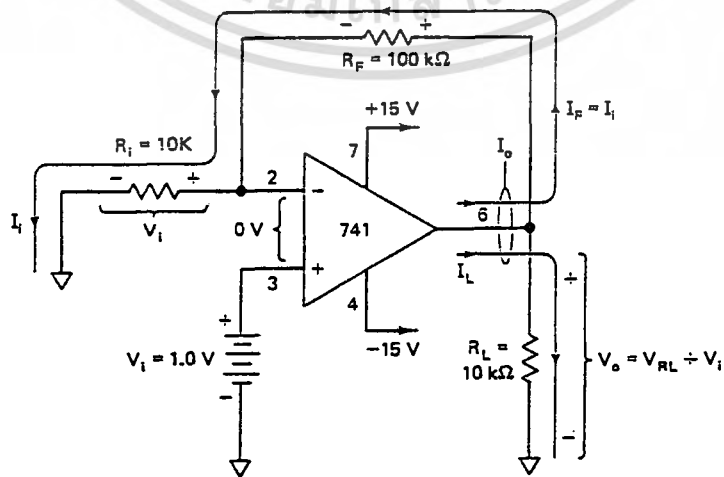 − ÷
R_F = 100 kΩ
+15 V
I_F = I_i
R_i = 10K
7
I_o
− ÷
2
−
6
I_i
V_i
0 V
741
+
3
I_L
4
÷
÷
V_i = 1.0 V
−15 V
R_L =
10 kΩ
V_o = V_RL ÷ V_i
−
−